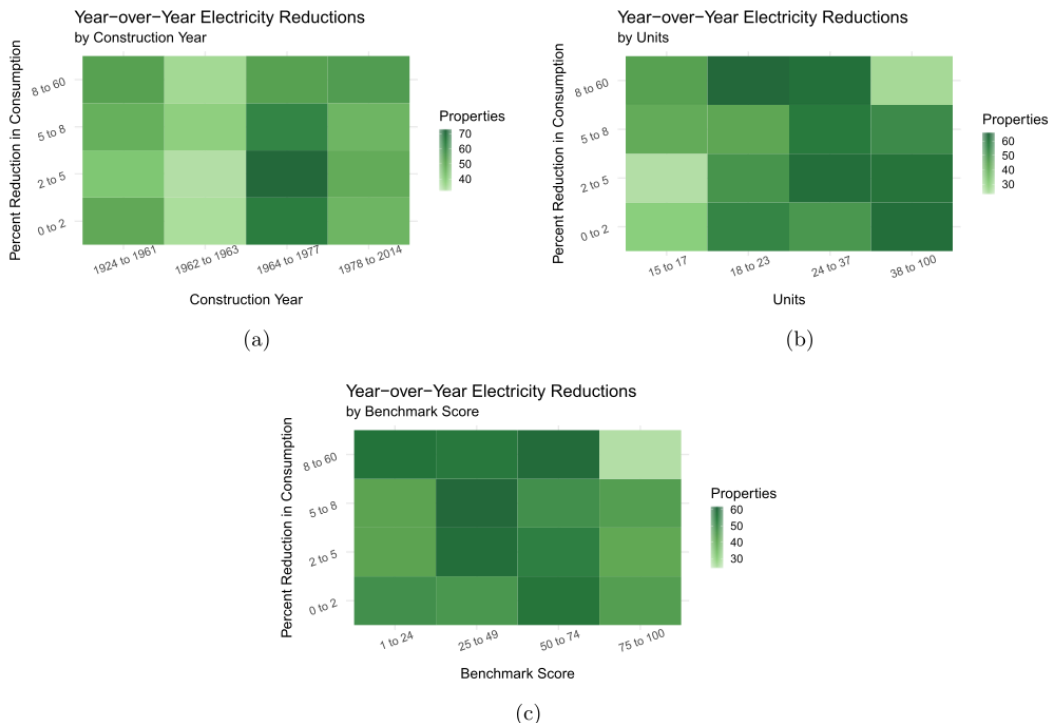 Year−over−Year Electricity Reductions
by Construction Year
Percent Reduction in Consumption
8 to 60
5 to 8
2 to 5
0 to 2
1924 to 1961
1962 to 1963
1964 to 1977
1978 to 2014
Construction Year
Properties
70
60
50
40
(a)
Year−over−Year Electricity Reductions
by Units
Percent Reduction in Consumption
8 to 60
5 to 8
2 to 5
0 to 2
15 to 17
18 to 23
24 to 37
38 to 100
Units
Properties
60
50
40
30
(b)
Year−over−Year Electricity Reductions
by Benchmark Score
Percent Reduction in Consumption
8 to 60
5 to 8
2 to 5
0 to 2
1 to 24
25 to 49
50 to 74
75 to 100
Benchmark Score
Properties
60
50
40
30
(c)